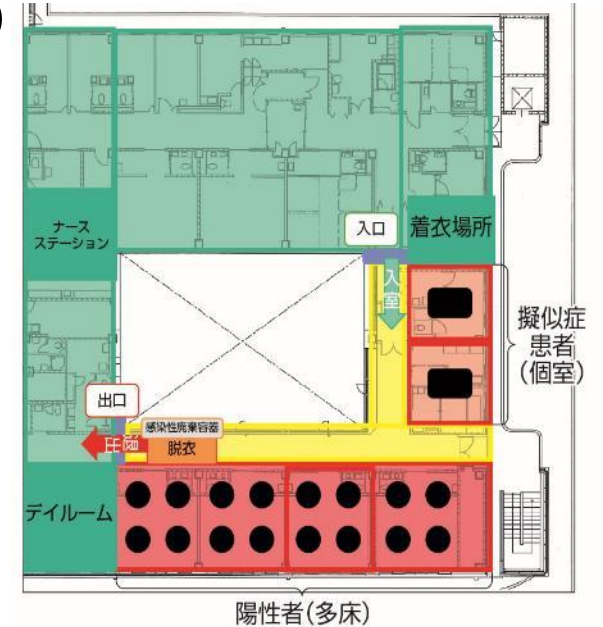 )
ナース
ステーション
入口
着衣場所
入室
擬似症
患者
(個室)
出口
感染性廃棄容器
脱衣
デイルーム
陽性者(多床)